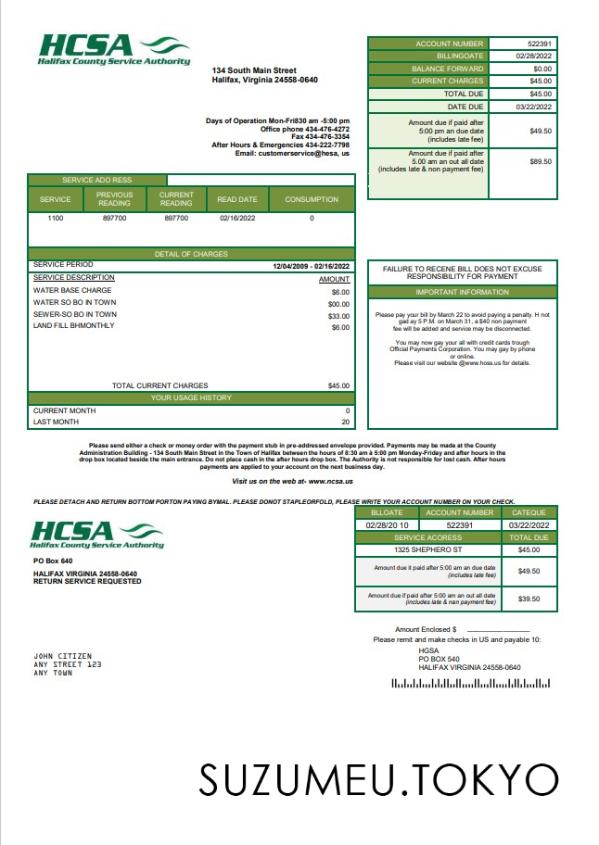 HCSA
Halifax County Service Authority
134 South Main Street
Halifax, Virginia 24558-0640
Days of Operation Mon-Fri830 am -5:00 pm
Office phone 434-476-4272
Fax 434-476-3354
After Hours & Emergencies 434-222-7798
Email: customerservice@hesa, us
ACCOUNT NUMBER 522391
BILLINGOATE 02/28/2022
BALANCE FORWARD $0.00
CURRENT CHARGES $45.00
TOTAL DUE $45.00
DATE DUE 03/22/2022
Amount due if paid after
5:00 pm an due date $49.50
(includes late fee)
Amount due if paid after
5.00 am an out all date $89.50
(includes late & non payment fee)
SERVICE ADO RESS
SERVICE PREVIOUS READING CURRENT READING READ DATE CONSUMPTION
1100 897700 897700 02/16/2022 0
DETAIL OF CHARGES
SERVICE PERIOD 12/04/2009 - 02/16/2022
SERVICE DESCRIPTION AMOUNT
WATER BASE CHARGE $6.00
WATER SO BO IN TOWN $00.00
SEWER-SO BO IN TOWN $33.00
LAND FILL BHMONTHLY $6.00
TOTAL CURRENT CHARGES $45.00
YOUR USAGE HISTORY
CURRENT MONTH 0
LAST MONTH 20
FAILURE TO RECENE BILL DOES NOT EXCUSE
RESPONSIBILITY FOR PAYMENT
IMPORTANT INFORMATION
Please pay your bill by March 22 to avoid paying a penalty. H not
gad ay 5 P.M. on March 31, a $40 non payment
fee will be added and service may be disconnected.
You may now gay your all with credit cards trough
Official Payments Corporation. You may gay by phone
or online.
Please visit our website @www.hoss.us for details.
Please send either a check or money order with the payment stub in pre-addressed envelope provided. Payments may be made at the County
Administration Building - 134 South Main Street in the Town of Halifax between the hours of 8:30 am à 5:00 pm Monday-Friday and after hours in the
drop box located beside the main entrance. Do not place cash in the after hours drop box. The Authority is not responsible for lost cash. After hours
payments are applied to your account on the next business day.
Visit us on the web at- www.ncsa.us
PLEASE DETACH AND RETURN BOTTOM PORTON PAYING BYMAL. PLEASE DONOT STAPLEORFOLD, PLEASE WRITE YOUR ACCOUNT NUMBER ON YOUR CHECK.
HCSA
Halifax County Service Authority
PO Box 640
HALIFAX VIRGINIA 24558-0640
RETURN SERVICE REQUESTED
BLLOATE ACCOUNT NUMBER CATEQUE
02/28/20 10 522391 03/22/2022
SERVICE ACORESS TOTAL DUE
1325 SHEPHERO ST $45.00
Amount due it paid after 5:00 am an due date $49.50
(includes late fee)
Amount due if paid after 5:00 am an out all date $39.50
(includes late & non payment fee)
Amount Enclosed $
Please remit and make checks in US and payable 10:
HGSA
PO BOX 540
HALIFAX VIRGINIA 24558-0640
JOHN CITIZEN
ANY STREET 123
ANY TOWN
SUZUMEU.TOKYO